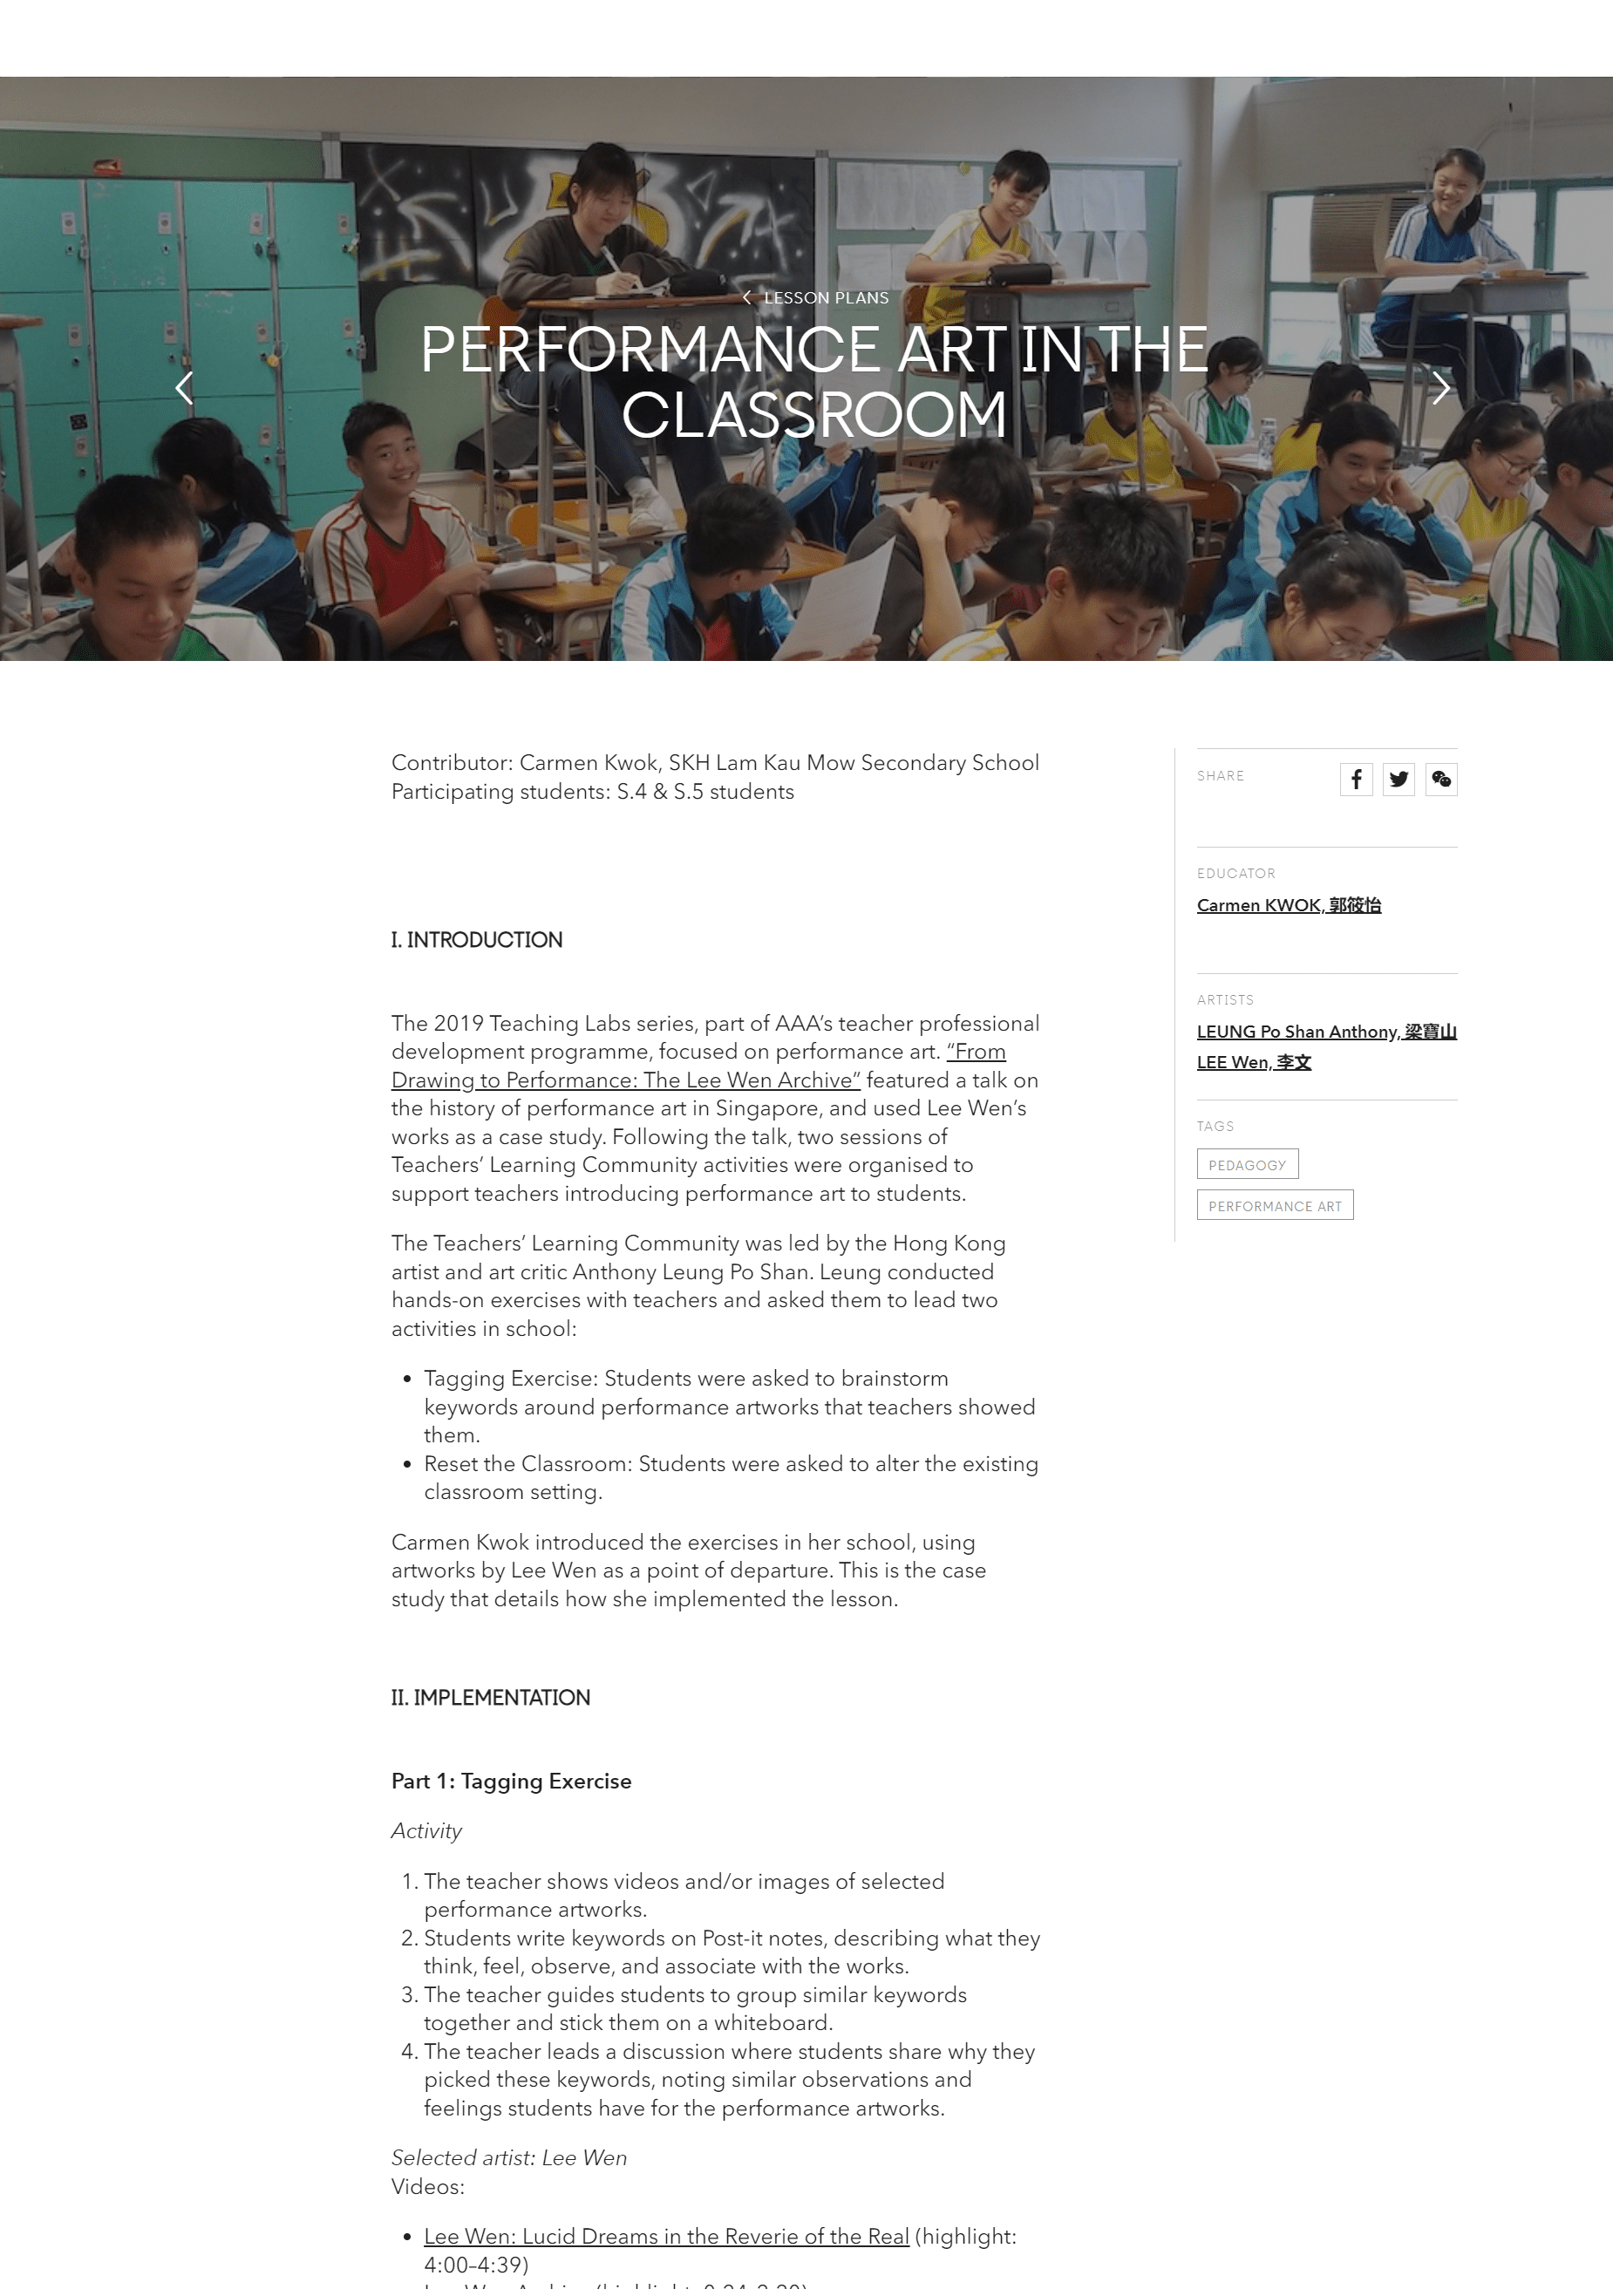 LESSON PLANS
PERFORMANCE ART IN THE
CLASSROOM
Contributor: Carmen Kwok, SKH Lam Kau Mow Secondary School
Participating students: S.4 & S.5 students
I. INTRODUCTION
The 2019 Teaching Labs series, part of AAA’s teacher professional
development programme, focused on performance art. “From
Drawing to Performance: The Lee Wen Archive” featured a talk on
the history of performance art in Singapore, and used Lee Wen’s
works as a case study. Following the talk, two sessions of
Teachers’ Learning Community activities were organised to
support teachers introducing performance art to students.
The Teachers’ Learning Community was led by the Hong Kong
artist and art critic Anthony Leung Po Shan. Leung conducted
hands-on exercises with teachers and asked them to lead two
activities in school:
• Tagging Exercise: Students were asked to brainstorm
keywords around performance artworks that teachers showed
them.
• Reset the Classroom: Students were asked to alter the existing
classroom setting.
Carmen Kwok introduced the exercises in her school, using
artworks by Lee Wen as a point of departure. This is the case
study that details how she implemented the lesson.
II. IMPLEMENTATION
Part 1: Tagging Exercise
Activity
1. The teacher shows videos and/or images of selected
performance artworks.
2. Students write keywords on Post-it notes, describing what they
think, feel, observe, and associate with the works.
3. The teacher guides students to group similar keywords
together and stick them on a whiteboard.
4. The teacher leads a discussion where students share why they
picked these keywords, noting similar observations and
feelings students have for the performance artworks.
Selected artist: Lee Wen
Videos:
• Lee Wen: Lucid Dreams in the Reverie of the Real (highlight:
4:00–4:39)
SHARE
EDUCATOR
Carmen KWOK, 郭筱怡
ARTISTS
LEUNG Po Shan Anthony, 梁寶山
LEE Wen, 李文
TAGS
PEDAGOGY
PERFORMANCE ART